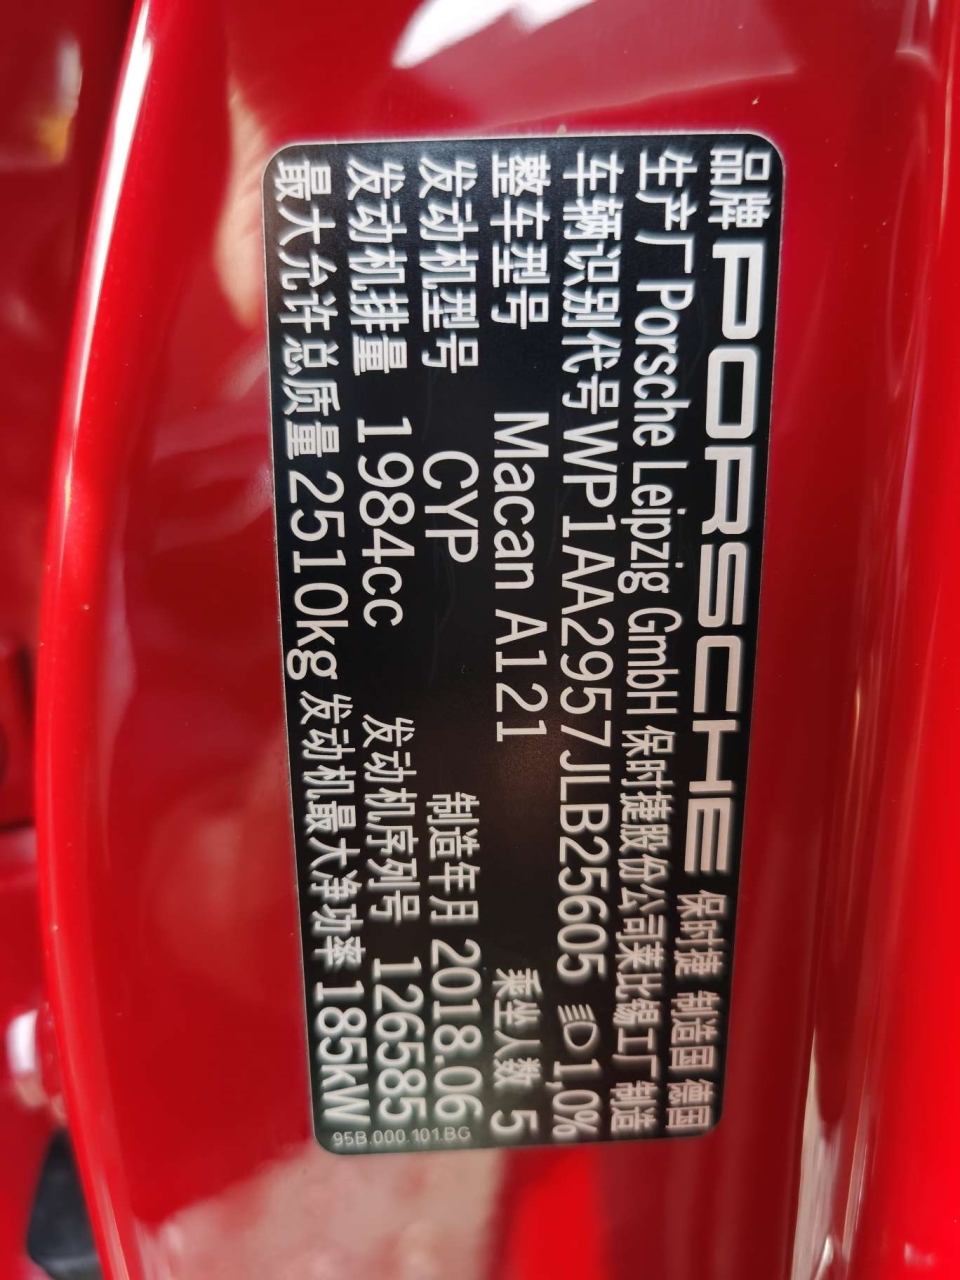 品牌 PORSCHE 保时捷 制造国 德国
生产厂 Porsche Leipzig GmbH 保时捷股份公司莱比锡工厂制造
车辆识别代号 WP1AA2957JLB25605 1,0%
整车型号 Macan A121 乘坐人数 5
发动机型号 CYP 制造年月 2018.06
发动机排量 1984cc 发动机序列号 126585
最大允许总质量 2510kg 发动机最大净功率 185kW
95B.000.101.BG